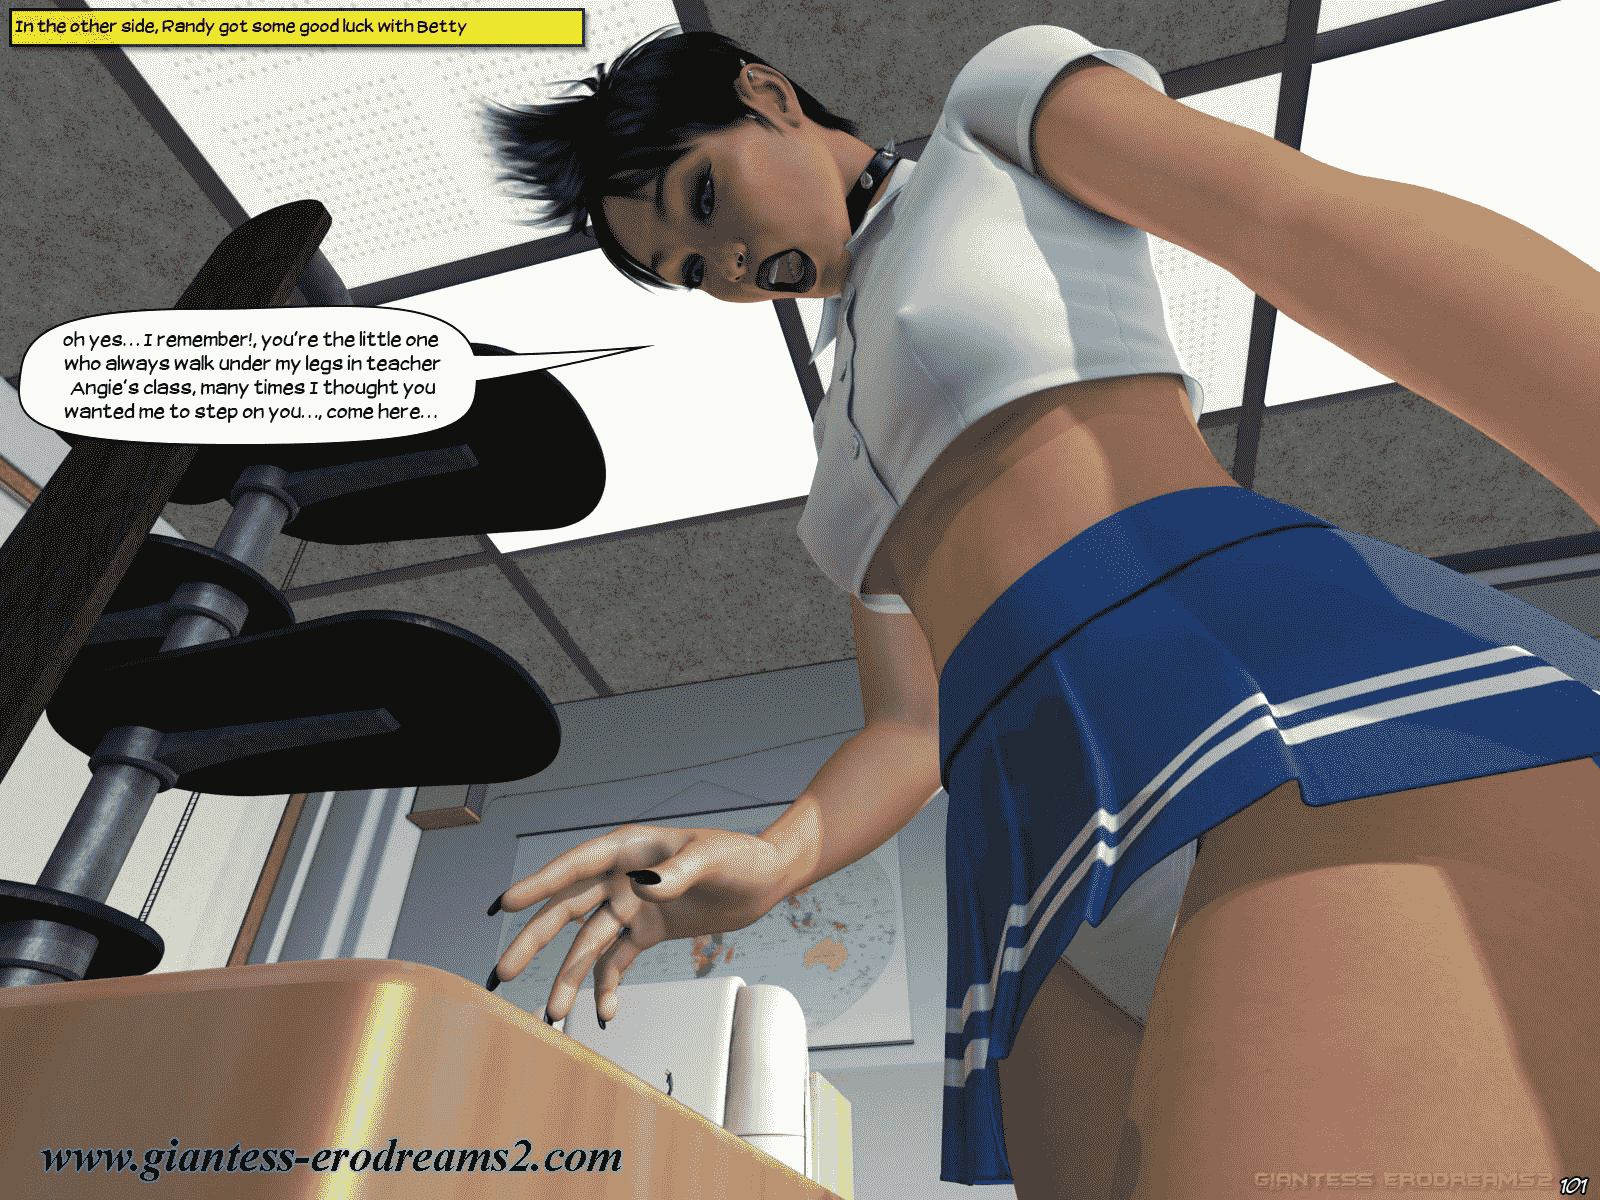 In the other side, Randy got some good luck with Betty
oh yes... I remember!, you're the little one
who always walk under my legs in teacher
Angie's class, many times I thought you
wanted me to step on you..., come here...
www.giantess-erodreams2.com
GIANTESS ERODREAMS2 101